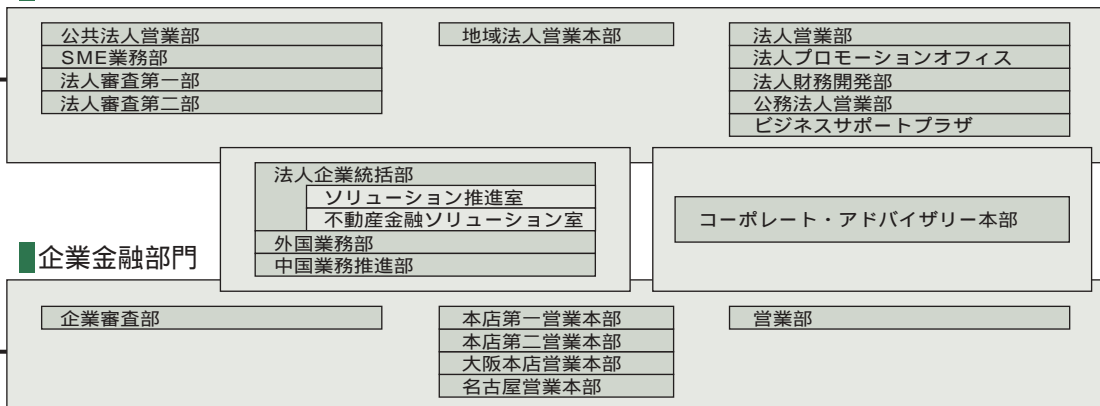 公共法人営業部
SME業務部
法人審査第一部
法人審査第二部
地域法人営業本部
法人営業部
法人プロモーションオフィス
法人財務開発部
公務法人営業部
ビジネスサポートプラザ
法人企業統括部
ソリューション推進室
不動産金融ソリューション室
外国業務部
中国業務推進部
コーポレート・アドバイザリー本部
企業金融部門
企業審査部
本店第一営業本部
本店第二営業本部
大阪本店営業本部
名古屋営業本部
営業部